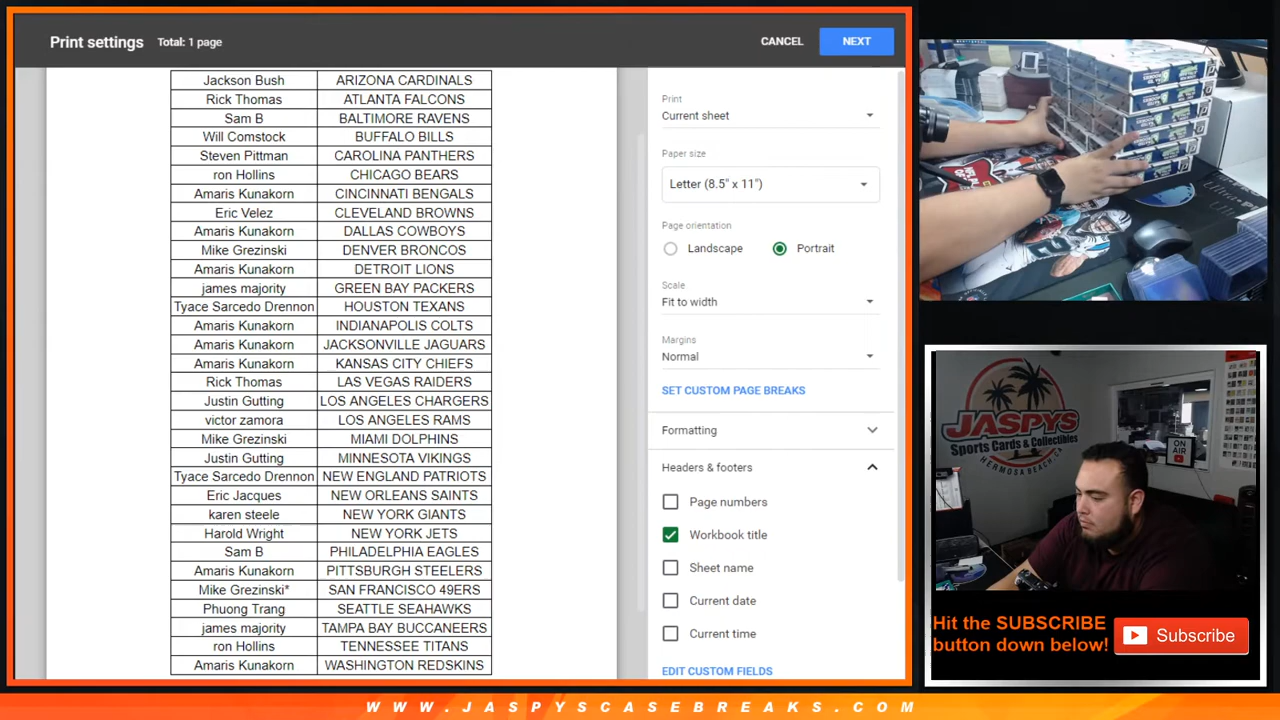 Print settings Total: 1 page CANCEL NEXT
Jackson Bush ARIZONA CARDINALS
Rick Thomas ATLANTA FALCONS
Sam B BALTIMORE RAVENS
Will Comstock BUFFALO BILLS
Steven Pittman CAROLINA PANTHERS
ron Hollins CHICAGO BEARS
Amaris Kunakorn CINCINNATI BENGALS
Eric Velez CLEVELAND BROWNS
Amaris Kunakorn DALLAS COWBOYS
Mike Grezinski DENVER BRONCOS
Amaris Kunakorn DETROIT LIONS
james majority GREEN BAY PACKERS
Tyace Sarcedo Drennon HOUSTON TEXANS
Amaris Kunakorn INDIANAPOLIS COLTS
Amaris Kunakorn JACKSONVILLE JAGUARS
Amaris Kunakorn KANSAS CITY CHIEFS
Rick Thomas LAS VEGAS RAIDERS
Justin Gutting LOS ANGELES CHARGERS
victor zamora LOS ANGELES RAMS
Mike Grezinski MIAMI DOLPHINS
Justin Gutting MINNESOTA VIKINGS
Tyace Sarcedo Drennon NEW ENGLAND PATRIOTS
Eric Jacques NEW ORLEANS SAINTS
karen steele NEW YORK GIANTS
Harold Wright NEW YORK JETS
Sam B PHILADELPHIA EAGLES
Amaris Kunakorn PITTSBURGH STEELERS
Mike Grezinski* SAN FRANCISCO 49ERS
Phuong Trang SEATTLE SEAHAWKS
james majority TAMPA BAY BUCCANEERS
ron Hollins TENNESSEE TITANS
Amaris Kunakorn WASHINGTON REDSKINS
Print
Current sheet
Paper size
Letter (8.5" x 11")
Page orientation
Landscape Portrait
Scale
Fit to width
Margins
Normal
SET CUSTOM PAGE BREAKS
Formatting
Headers & footers
Page numbers
Workbook title
Sheet name
Current date
Current time
EDIT CUSTOM FIELDS
JASPYS
Sports Cards & Collectibles
HERMOSA BEACH, CA
ON AIR
Hit the SUBSCRIBE
button down below!
Subscribe
WWW.JASPYSCASEBREAKS.COM